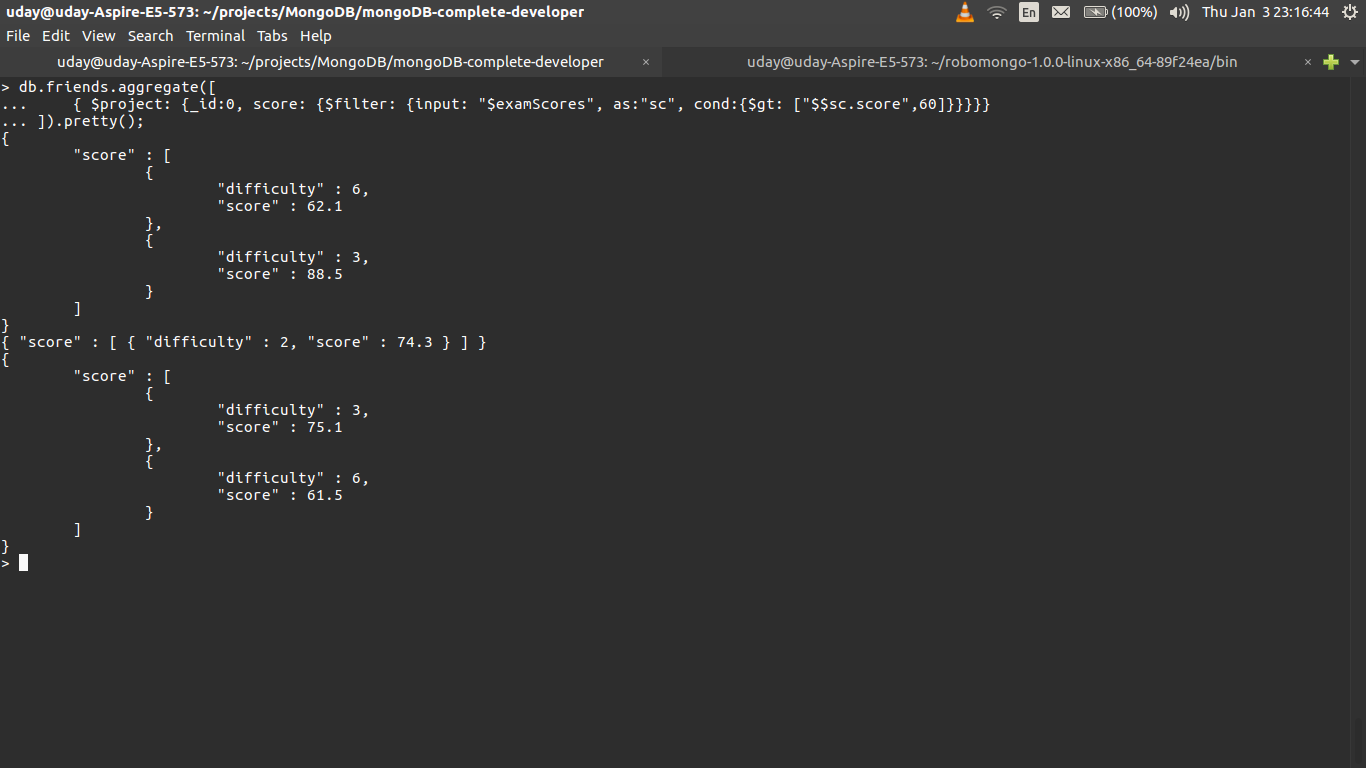 uday@uday-Aspire-E5-573: ~/projects/MongoDB/mongoDB-complete-developer
En (100%) Thu Jan 3 23:16:44
File Edit View Search Terminal Tabs Help
uday@uday-Aspire-E5-573: ~/projects/MongoDB/mongoDB-complete-developer × uday@uday-Aspire-E5-573: ~/robomongo-1.0.0-linux-x86_64-89f24ea/bin ×
> db.friends.aggregate([
...     { $project: {_id:0, score: {$filter: {input: "$examScores", as:"sc", cond:{$gt: ["$$sc.score",60]}}}}}
... ]).pretty();
{
        "score" : [
                {
                        "difficulty" : 6,
                        "score" : 62.1
                },
                {
                        "difficulty" : 3,
                        "score" : 88.5
                }
        ]
}
{ "score" : [ { "difficulty" : 2, "score" : 74.3 } ] }
{
        "score" : [
                {
                        "difficulty" : 3,
                        "score" : 75.1
                },
                {
                        "difficulty" : 6,
                        "score" : 61.5
                }
        ]
}
>